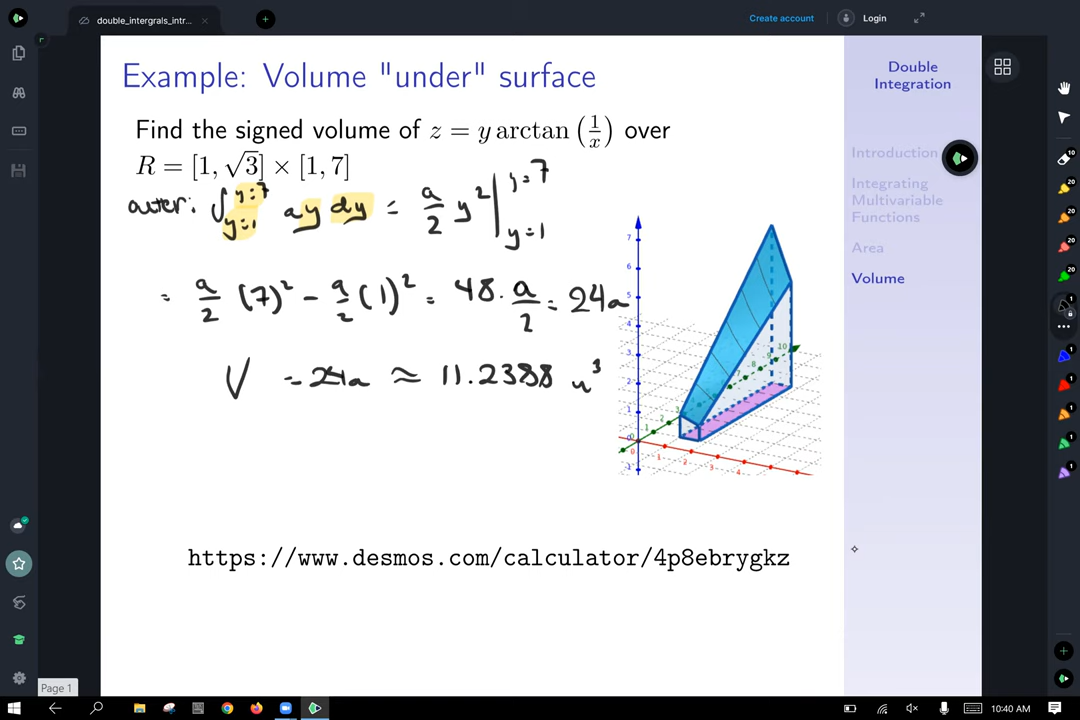 double_intergrals_intr...
Create account
Login
Example: Volume "under" surface
Find the signed volume of z = y arctan (1/x) over
R = [1, √3] × [1, 7]
outer: ∫ y=7 y=1 ay dy = a/2 y² | y=7 y=1
= a/2 (7)² - a/2 (1)² = 48 · a/2 = 24a
V = 24a ≈ 11.2388 u³
https://www.desmos.com/calculator/4p8ebrygkz
Double
Integration
Introduction
Integrating
Multivariable
Functions
Area
Volume
Page 1
10:40 AM